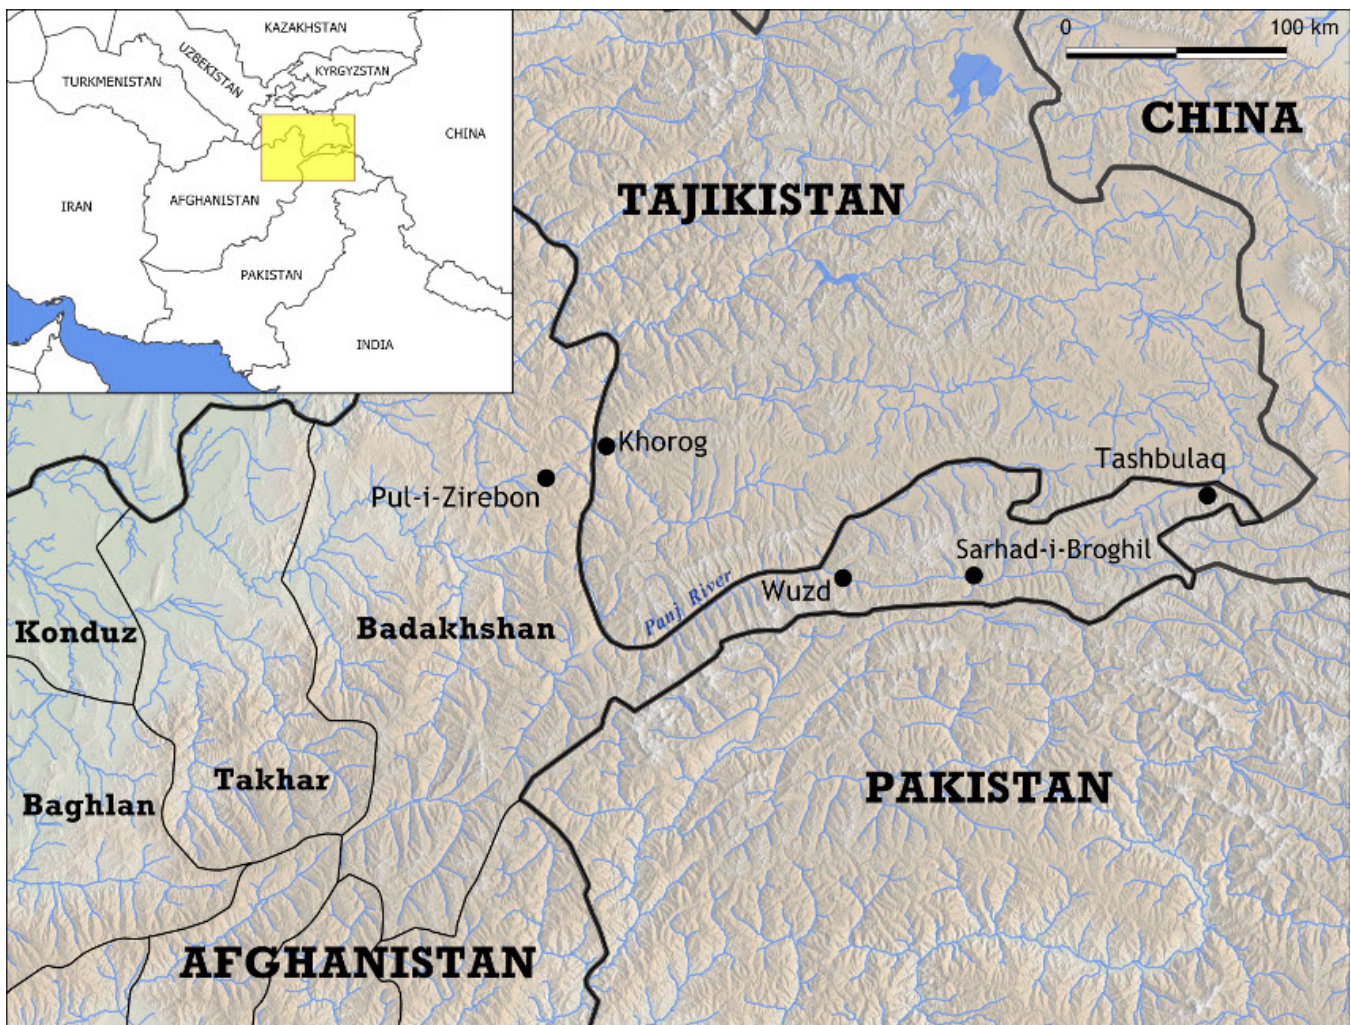 KAZAKHSTAN
UZBEKISTAN
KYRGYZSTAN
TURKMENISTAN
CHINA
IRAN
AFGHANISTAN
PAKISTAN
INDIA
0 100 km
CHINA
TAJIKISTAN
Khorog
Tashbulaq
Pul-i-Zirebon
Sarhad-i-Broghil
Wuzd
Panj River
Konduz
Badakhshan
Takhar
Baghlan
PAKISTAN
AFGHANISTAN